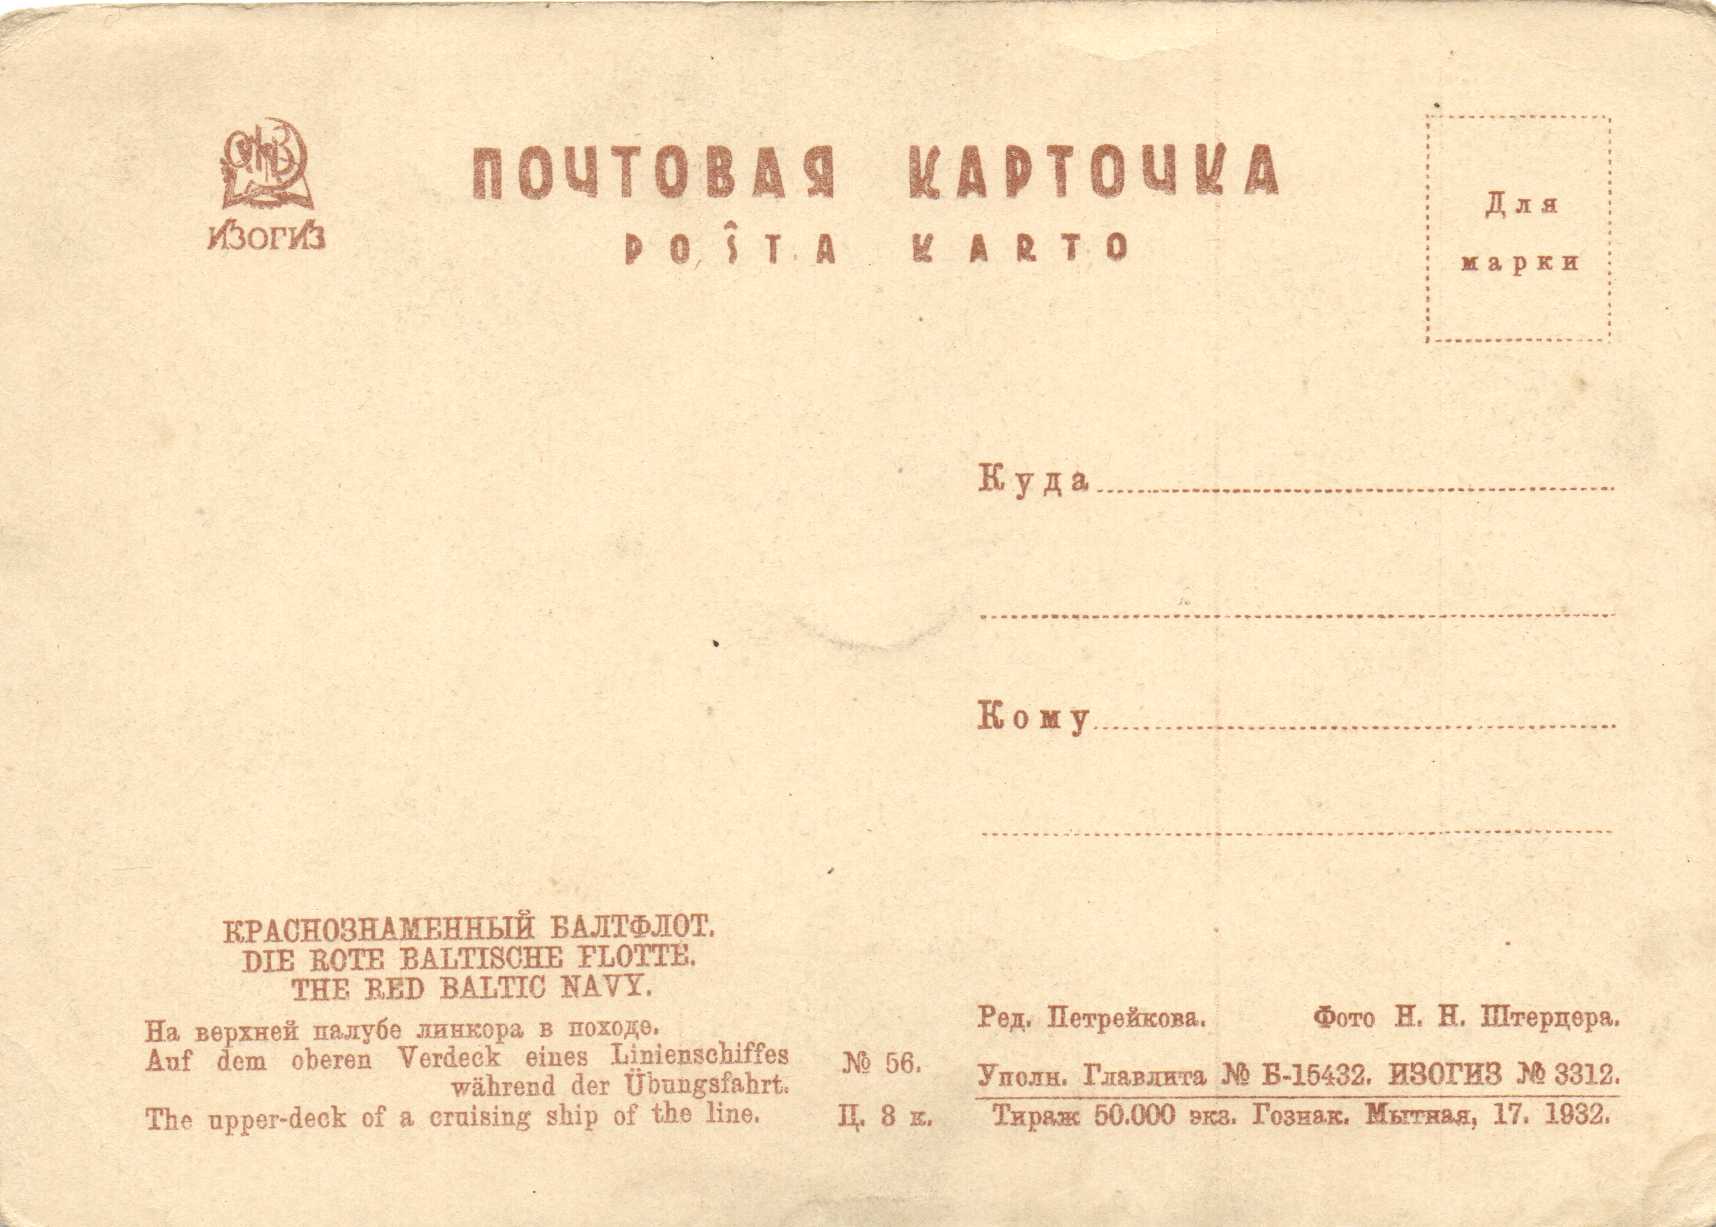 ИЗОГИЗ
ПОЧТОВАЯ КАРТОЧКА
POŜTA KARTO
Для
марки
Куда
Кому
КРАСНОЗНАМЕННЫЙ БАЛТФЛОТ.
DIE ROTE BALTISCHE FLOTTE.
THE RED BALTIC NAVY.
На верхней палубе линкора в походе.
Auf dem oberen Verdeck eines Linienschiffes
während der Übungsfahrt.
The upper-deck of a cruising ship of the line.
№ 56.
Ц. 8 к.
Ред. Петрейкова. Фото Н. Н. Штерцера.
Уполн. Главлита № Б-15432. ИЗОГИЗ № 3312.
Тираж 50.000 экз. Гознак. Мытная, 17. 1932.